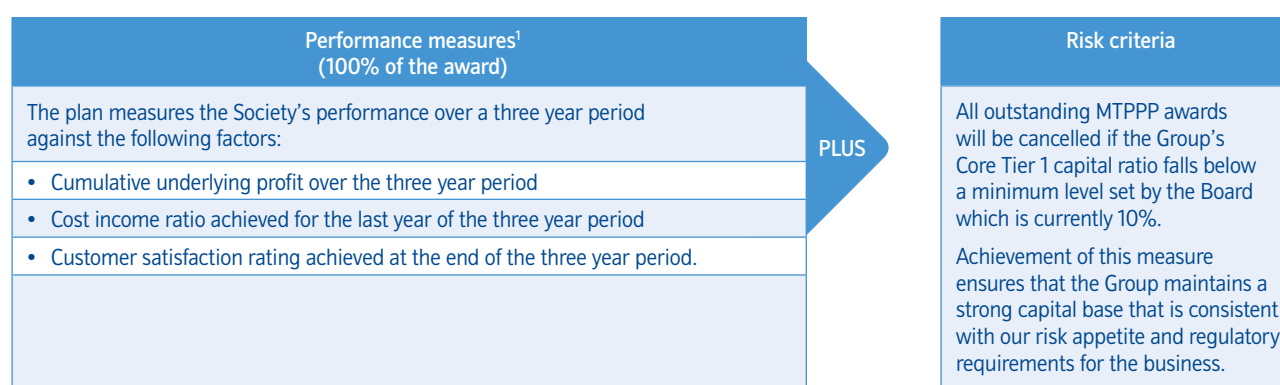 Performance measures1
(100% of the award)
The plan measures the Society's performance over a three year period
against the following factors:
• Cumulative underlying profit over the three year period
• Cost income ratio achieved for the last year of the three year period
• Customer satisfaction rating achieved at the end of the three year period.
PLUS
Risk criteria
All outstanding MTPPP awards
will be cancelled if the Group's
Core Tier 1 capital ratio falls below
a minimum level set by the Board
which is currently 10%.
Achievement of this measure
ensures that the Group maintains a
strong capital base that is consistent
with our risk appetite and regulatory
requirements for the business.